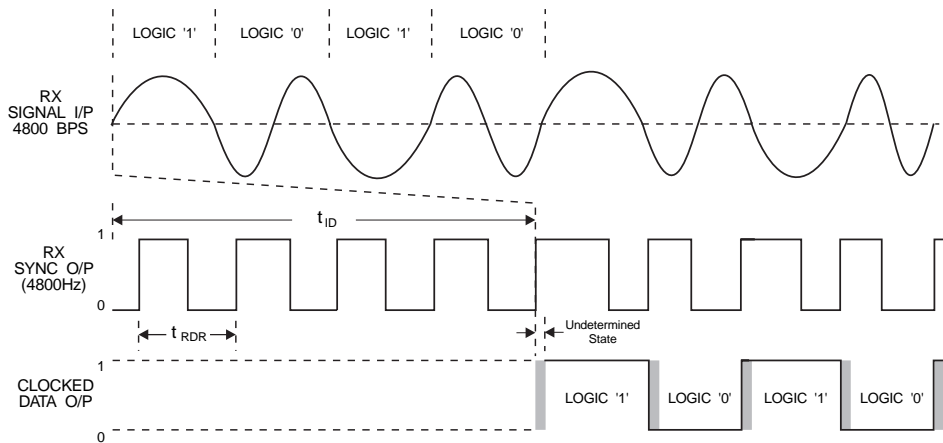 LOGIC '1' LOGIC '0' LOGIC '1' LOGIC '0'
RX
SIGNAL I/P
4800 BPS
t ID
1
RX
SYNC O/P
(4800Hz)
0
t RDR
Undetermined
State
1
CLOCKED
DATA O/P
LOGIC '1' LOGIC '0' LOGIC '1' LOGIC '0'
0